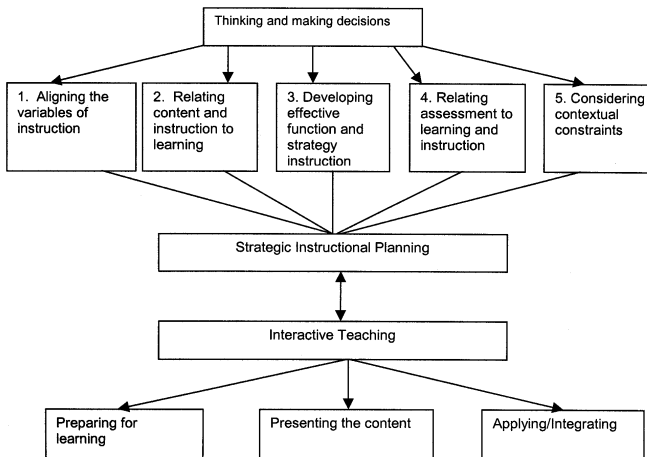 Thinking and making decisions
1. Aligning the
variables of
instruction
2. Relating
content and
instruction to
learning
3. Developing
effective
function and
strategy
instruction
4. Relating
assessment to
learning and
instruction
5. Considering
contextual
constraints
Strategic Instructional Planning
Interactive Teaching
Preparing for
learning
Presenting the content
Applying/Integrating